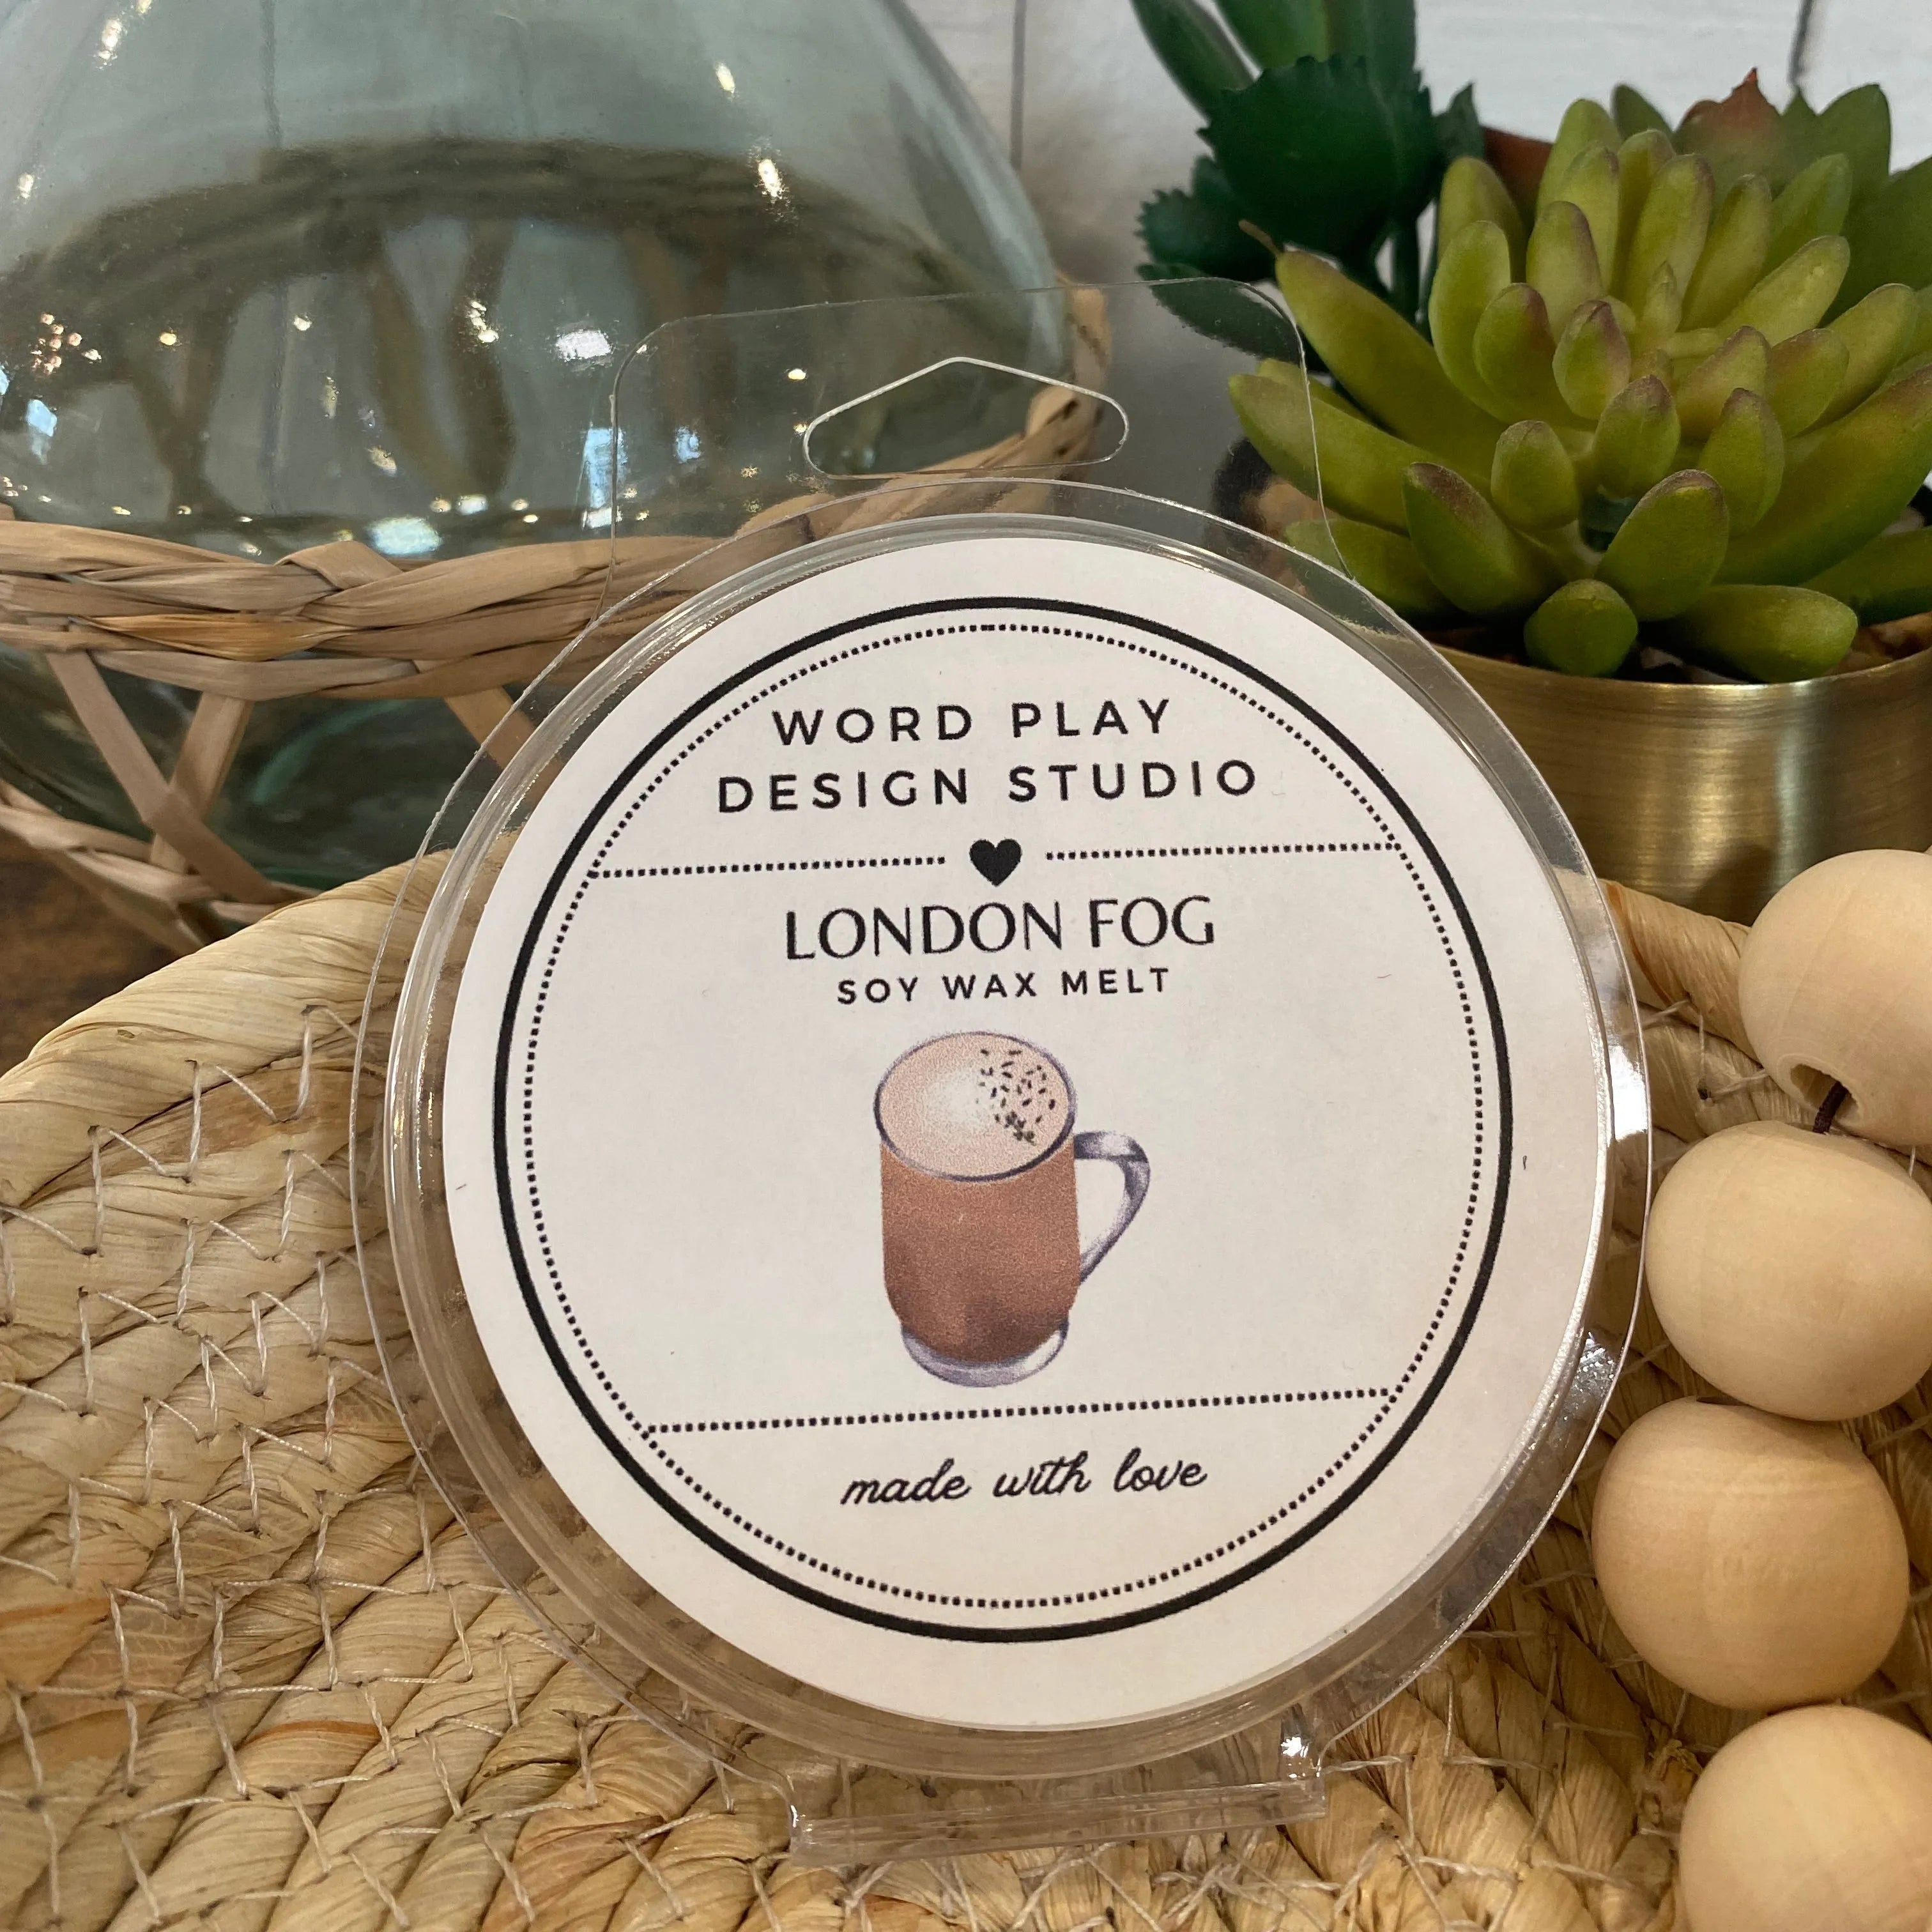 WORD PLAY
DESIGN STUDIO
LONDON FOG
SOY WAX MELT
made with love